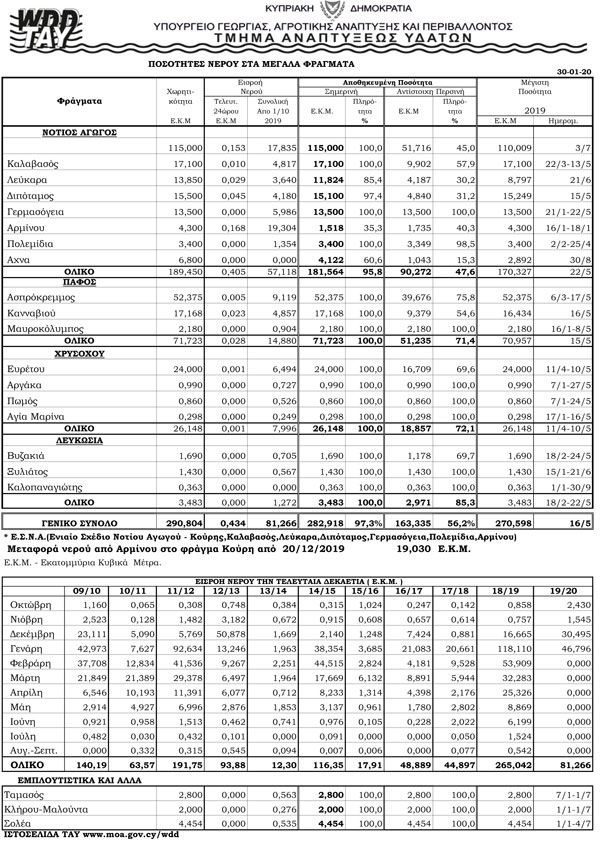 WDD
TAY
ΚΥΠΡΙΑΚΗ ΔΗΜΟΚΡΑΤΙΑ
ΥΠΟΥΡΓΕΙΟ ΓΕΩΡΓΙΑΣ, ΑΓΡΟΤΙΚΗΣ ΑΝΑΠΤΥΞΗΣ ΚΑΙ ΠΕΡΙΒΑΛΛΟΝΤΟΣ
ΤΜΗΜΑ ΑΝΑΠΤΥΞΕΩΣ ΥΔΑΤΩΝ
ΠΟΣΟΤΗΤΕΣ ΝΕΡΟΥ ΣΤΑ ΜΕΓΑΛΑ ΦΡΑΓΜΑΤΑ
30-01-20
Φράγματα
Χωρητι-
κότητα
Ε.Κ.Μ
Εισροή
Νερού
Τελευτ. Συνολική
24ώρου Από 1/10
Ε.Κ.Μ 2019
Αποθηκευμένη Ποσότητα
Σημερινή Αντίστοιχη Περσινή
Ε.Κ.Μ. Πληρό- Ε.Κ.Μ. Πληρό-
τητα τητα
% %
Μέγιστη
Ποσότητα
2019
Ε.Κ.Μ Ημερομ.
ΝΟΤΙΟΣ ΑΓΩΓΟΣ
115,000 0,153 17,835 115,000 100,0 51,716 45,0 110,009 3/7
Καλαβασός 17,100 0,010 4,817 17,100 100,0 9,902 57,9 17,100 22/3-13/5
Λεύκαρα 13,850 0,029 3,640 11,824 85,4 4,187 30,2 8,797 21/6
Διπόταμος 15,500 0,045 4,180 15,100 97,4 4,840 31,2 15,249 15/5
Γερμασόγεια 13,500 0,000 5,986 13,500 100,0 13,500 100,0 13,500 21/1-22/5
Αρμίνου 4,300 0,168 19,304 1,518 35,3 1,735 40,3 4,300 16/1-18/1
Πολεμίδια 3,400 0,000 1,354 3,400 100,0 3,349 98,5 3,400 2/2-25/4
Αχνα 6,800 0,000 0,000 4,122 60,6 1,043 15,3 2,892 30/8
ΟΛΙΚΟ 189,450 0,405 57,118 181,564 95,8 90,272 47,6 170,327 22/5
ΠΑΦΟΣ
Ασπρόκρεμμος 52,375 0,005 9,119 52,375 100,0 39,676 75,8 52,375 6/3-17/5
Κανναβιού 17,168 0,023 4,857 17,168 100,0 9,379 54,6 16,434 16/5
Μαυροκόλυμπος 2,180 0,000 0,904 2,180 100,0 2,180 100,0 2,180 16/1-8/5
ΟΛΙΚΟ 71,723 0,028 14,880 71,723 100,0 51,235 71,4 70,957 15/5
ΧΡΥΣΟΧΟΥ
Ευρέτου 24,000 0,001 6,494 24,000 100,0 16,709 69,6 24,000 11/4-10/5
Αργάκα 0,990 0,000 0,727 0,990 100,0 0,990 100,0 0,990 7/1-27/5
Πωμός 0,860 0,000 0,526 0,860 100,0 0,860 100,0 0,860 7/1-24/5
Αγία Μαρίνα 0,298 0,000 0,249 0,298 100,0 0,298 100,0 0,298 17/1-16/5
ΟΛΙΚΟ 26,148 0,001 7,996 26,148 100,0 18,857 72,1 26,148 11/4-10/5
ΛΕΥΚΩΣΙΑ
Βυζακιά 1,690 0,000 0,705 1,690 100,0 1,178 69,7 1,690 18/2-24/5
Ξυλιάτος 1,430 0,000 0,567 1,430 100,0 1,430 100,0 1,430 15/1-21/6
Καλοπαναγιώτης 0,363 0,000 0,000 0,363 100,0 0,363 100,0 0,363 1/1-30/9
ΟΛΙΚΟ 3,483 0,000 1,272 3,483 100,0 2,971 85,3 3,483 18/2-22/5
ΓΕΝΙΚΟ ΣΥΝΟΛΟ 290,804 0,434 81,266 282,918 97,3% 163,335 56,2% 270,598 16/5
* Ε.Σ.Ν.Α.(Ενιαίο Σχέδιο Νοτίου Αγωγού - Κούρης,Καλαβασός,Λεύκαρα,Διπόταμος,Γερμασόγεια,Πολεμίδια,Αρμίνου)
Μεταφορά νερού από Αρμίνου στο φράγμα Κούρη από 20/12/2019 19,030 Ε.Κ.Μ.
Ε.Κ.Μ. - Εκατομμύρια Κυβικά Μέτρα.
ΕΙΣΡΟΗ ΝΕΡΟΥ ΤΗΝ ΤΕΛΕΥΤΑΙΑ ΔΕΚΑΕΤΙΑ ( Ε.Κ.Μ. )
09/10 10/11 11/12 12/13 13/14 14/15 15/16 16/17 17/18 18/19 19/20
Οκτώβρη 1,160 0,065 0,308 0,748 0,384 0,315 1,024 0,247 0,142 0,858 2,430
Νιόβρη 2,523 0,128 1,482 3,182 0,672 0,915 0,608 0,657 0,614 0,757 1,545
Δεκέμβρη 23,111 5,090 5,769 50,878 1,669 2,140 1,248 7,424 0,881 16,665 30,495
Γενάρη 42,973 7,627 92,634 13,246 1,963 38,354 3,685 21,083 20,661 118,110 46,796
Φεβράρη 37,708 12,834 41,536 9,267 2,251 44,515 2,824 4,181 9,528 53,909 0,000
Μάρτη 21,849 21,389 29,378 6,497 1,964 17,669 6,132 8,891 5,944 32,283 0,000
Απρίλη 6,546 10,193 11,391 6,077 0,712 8,233 1,314 4,398 2,176 25,326 0,000
Μάη 2,914 4,927 6,996 2,876 1,853 3,137 0,961 1,780 2,802 8,869 0,000
Ιούνη 0,921 0,958 1,513 0,462 0,741 0,976 0,105 0,228 2,022 6,199 0,000
Ιούλη 0,482 0,030 0,432 0,101 0,000 0,091 0,004 0,000 0,050 1,524 0,000
Αυγ.-Σεπτ. 0,000 0,332 0,315 0,545 0,094 0,007 0,006 0,000 0,077 0,542 0,000
ΟΛΙΚΟ 140,19 63,57 191,75 93,88 12,30 116,35 17,91 48,889 44,897 265,042 81,266
ΕΜΠΛΟΥΤΙΣΤΙΚΑ ΚΑΙ ΑΛΛΑ
Ταμασός 2,800 0,000 0,563 2,800 100,0 2,800 100,0 2,800 7/1-1/7
Κλήρου-Μαλούντα 2,000 0,000 0,276 2,000 100,0 2,000 100,0 2,000 1/1-1/7
Σολέα 4,454 0,000 0,535 4,454 100,0 4,454 100,0 4,454 1/1-4/7
ΙΣΤΟΣΕΛΙΔΑ ΤΑΥ www.moa.gov.cy/wdd